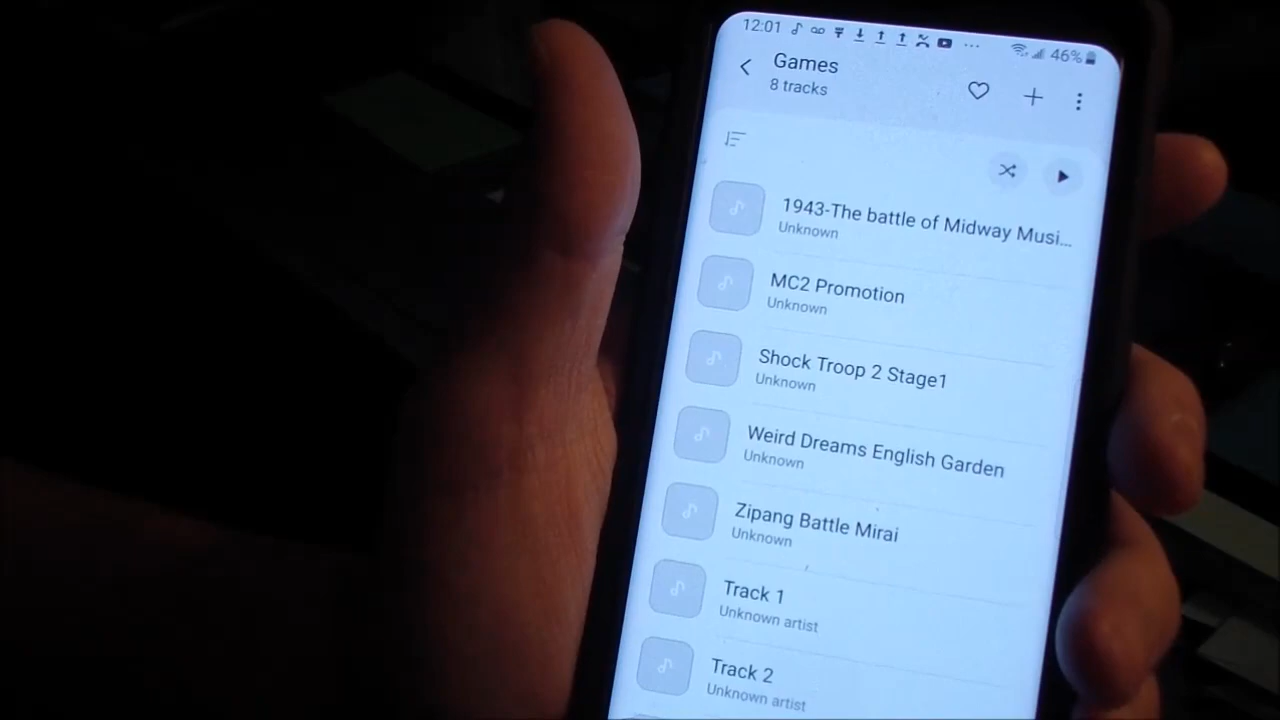 12:01 46%
Games
8 tracks
1943-The battle of Midway Musi...
Unknown
MC2 Promotion
Unknown
Shock Troop 2 Stage1
Unknown
Weird Dreams English Garden
Unknown
Zipang Battle Mirai
Unknown
Track 1
Unknown artist
Track 2
Unknown artist